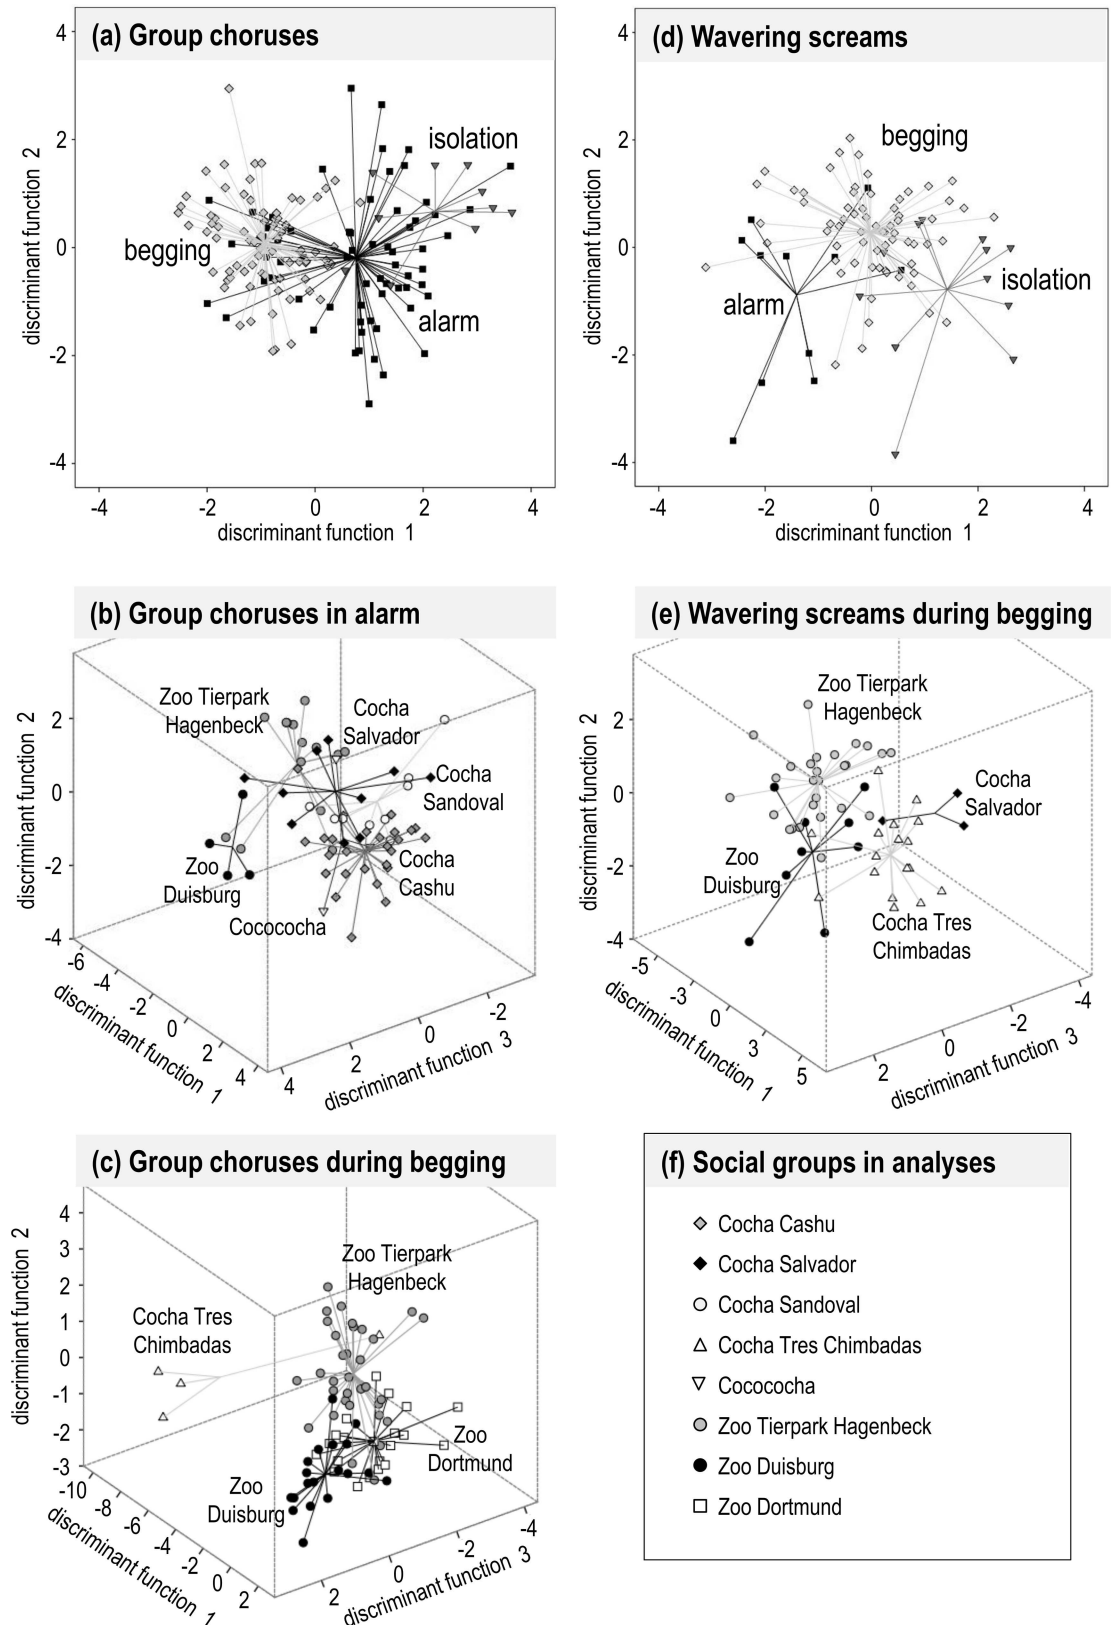 (a) Group choruses
4
2
0
-2
-4
discriminant function 2
isolation
begging
alarm
-4
-2
0
2
4
discriminant function 1
(d) Wavering screams
4
2
0
-2
-4
discriminant function 2
begging
isolation
alarm
-4
-2
0
2
4
discriminant function 1
(b) Group choruses in alarm
2
0
-2
-4
discriminant function 2
Zoo Tierpark
Hagenbeck
Cocha
Salvador
Cocha
Sandoval
Zoo
Duisburg
Cocha
Cashu
Cocococha
-6
-4
-2
0
2
4
discriminant function 1
4
2
0
-2
discriminant function 3
(e) Wavering screams during begging
2
0
-2
-4
discriminant function 2
Zoo Tierpark
Hagenbeck
Cocha
Salvador
Zoo
Duisburg
Cocha Tres
Chimbadas
-5
-3
0
3
5
discriminant function 1
2
0
-2
-4
discriminant function 3
(c) Group choruses during begging
4
3
2
1
0
-1
-2
-3
discriminant function 2
Zoo Tierpark
Hagenbeck
Cocha Tres
Chimbadas
Zoo
Dortmund
Zoo
Duisburg
-10
-8
-6
-4
-2
0
2
discriminant function 1
2
0
-2
-4
discriminant function 3
(f) Social groups in analyses
Cocha Cashu
Cocha Salvador
Cocha Sandoval
Cocha Tres Chimbadas
Cocococha
Zoo Tierpark Hagenbeck
Zoo Duisburg
Zoo Dortmund